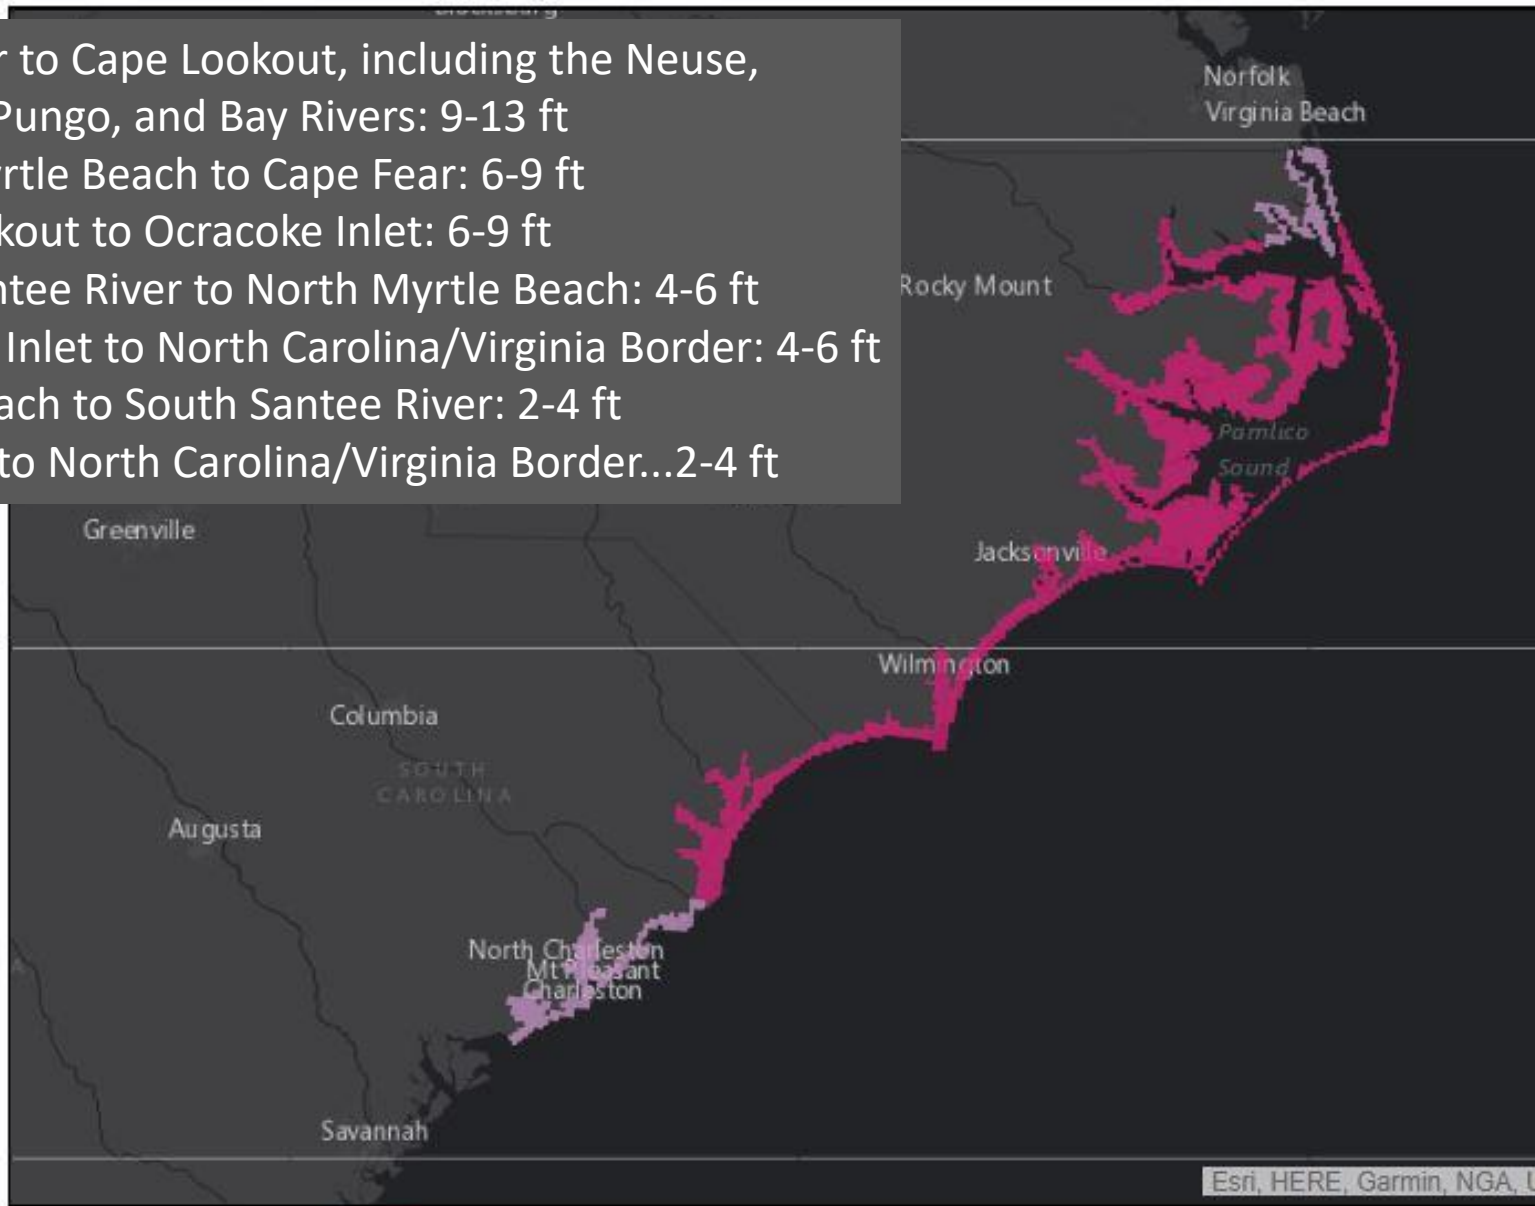 r to Cape Lookout, including the Neuse,
Pungo, and Bay Rivers: 9-13 ft
rtle Beach to Cape Fear: 6-9 ft
kout to Ocracoke Inlet: 6-9 ft
ntee River to North Myrtle Beach: 4-6 ft
Inlet to North Carolina/Virginia Border: 4-6 ft
ach to South Santee River: 2-4 ft
to North Carolina/Virginia Border...2-4 ft
Norfolk
Virginia Beach
Rocky Mount
Pamlico
Sound
Greenville
Jacksonville
Wilmington
Columbia
SOUTH
CAROLINA
Augusta
North Charleston
Mt Pleasant
Charleston
Savannah
Esri, HERE, Garmin, NGA, U